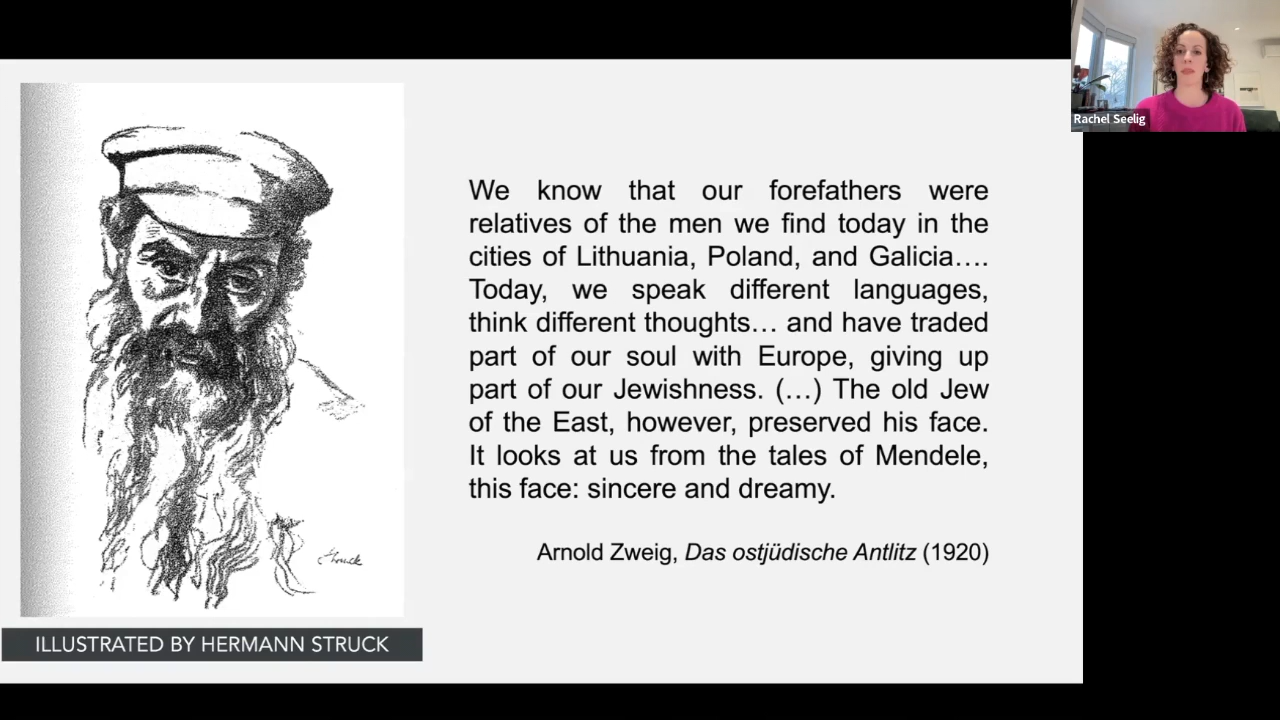 Rachel Seelig
We know that our forefathers were
relatives of the men we find today in the
cities of Lithuania, Poland, and Galicia….
Today, we speak different languages,
think different thoughts… and have traded
part of our soul with Europe, giving up
part of our Jewishness. (…) The old Jew
of the East, however, preserved his face.
It looks at us from the tales of Mendele,
this face: sincere and dreamy.
Arnold Zweig, Das ostjüdische Antlitz (1920)
Struck
ILLUSTRATED BY HERMANN STRUCK